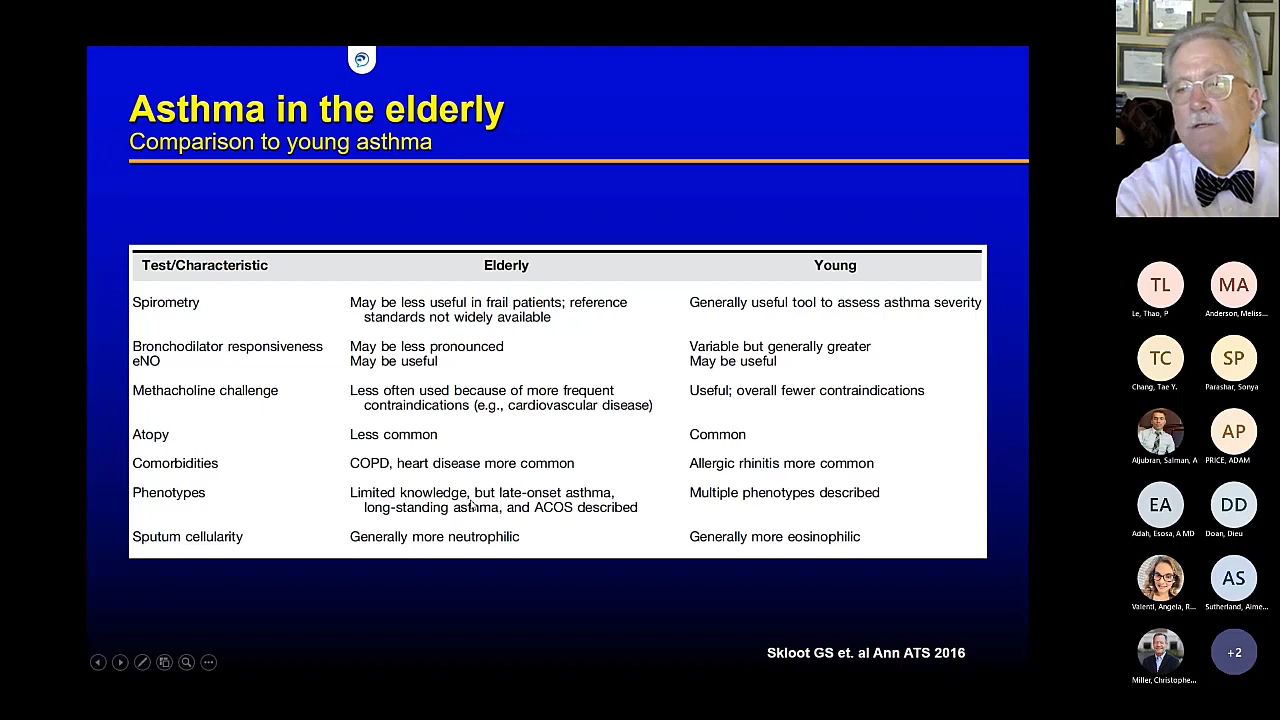 Asthma in the elderly
Comparison to young asthma
Test/Characteristic Elderly Young
Spirometry May be less useful in frail patients; reference standards not widely available Generally useful tool to assess asthma severity
Bronchodilator responsiveness May be less pronounced Variable but generally greater
eNO May be useful May be useful
Methacholine challenge Less often used because of more frequent contraindications (e.g., cardiovascular disease) Useful; overall fewer contraindications
Atopy Less common Common
Comorbidities COPD, heart disease more common Allergic rhinitis more common
Phenotypes Limited knowledge, but late-onset asthma, long-standing asthma, and ACOS described Multiple phenotypes described
Sputum cellularity Generally more neutrophilic Generally more eosinophilic
Skloot GS et. al Ann ATS 2016
TL MA
Le, Thao, P Anderson, Meliss...
TC SP
Chang, Tae Y. Parashar, Sonya
AP
Aljubran, Salman, A PRICE, ADAM
EA DD
Adah, Esosa, A MD Doan, Dieu
AS
Valenti, Angela, R... Sutherland, Aime...
+2
Miller, Christophe...